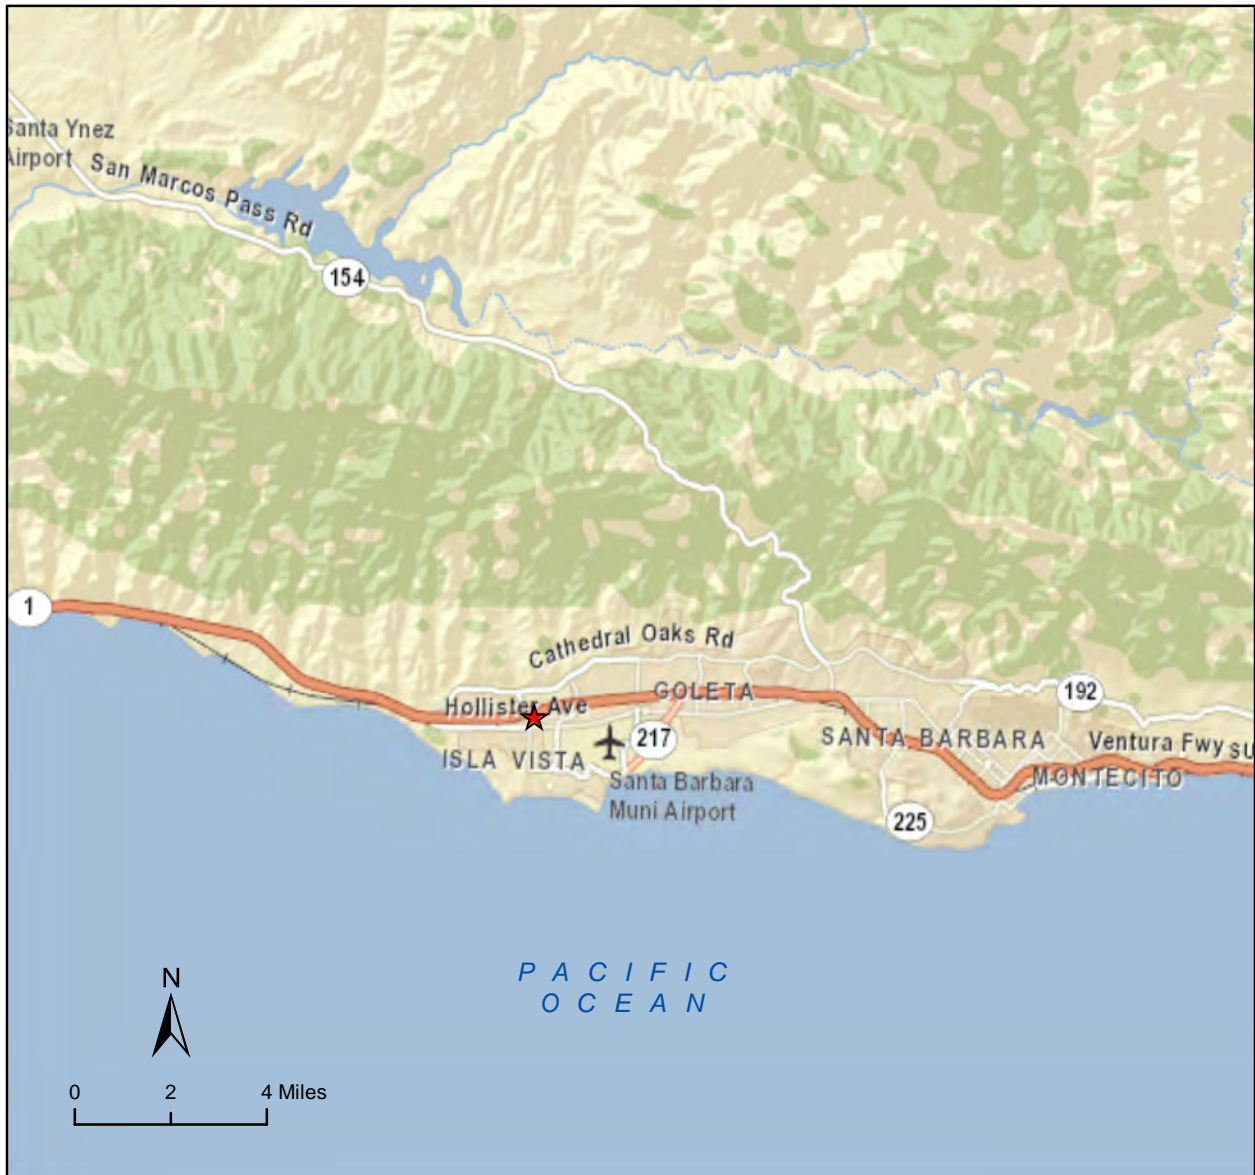 Santa Ynez
Airport
San Marcos Pass Rd
154
1
Cathedral Oaks Rd
GOLETA
192
Hollister Ave
217
SANTA BARBARA
Ventura Fwy
SU
ISLA VISTA
MONTECITO
Santa Barbara
Muni Airport
225
PACIFIC
OCEAN
N
0 2 4 Miles